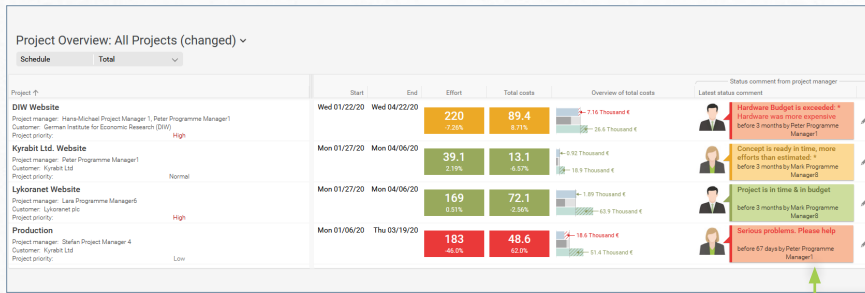 Project Overview: All Projects (changed)
Schedule Total
Status comment from project manager
Project ↑ Start End Effort Total costs Overview of total costs Latest status comment
DIW Website
Project manager: Hans-Michael Project Manager 1, Peter Programme Manager1
Customer: German Institute for Economic Research (DIW)
Project priority: High
Wed 01/22/20 Wed 04/22/20
220
-7.26%
89.4
8.71%
7.16 Thousand €
26.6 Thousand €
Hardware Budget is exceeded: *
Hardware was more expensive
before 3 months by Peter Programme
Manager1
Kyrabit Ltd. Website
Project manager: Peter Programme Manager1
Customer: Kyrabit Ltd
Project priority: Normal
Mon 01/27/20 Mon 04/06/20
39.1
2.19%
13.1
-6.57%
0.92 Thousand €
18.9 Thousand €
Concept is ready in time, more
efforts than estimated: *
before 3 months by Mark Programme
Manager8
Lykoranet Website
Project manager: Lara Programme Manager6
Customer: Lykoranet plc
Project priority: High
Mon 01/27/20 Mon 04/06/20
169
0.51%
72.1
-2.56%
1.89 Thousand €
63.9 Thousand €
Project is in time & in budget
before 3 months by Mark Programme
Manager8
Production
Project manager: Stefan Project Manager 4
Customer: Kyrabit Ltd
Project priority: Low
Mon 01/06/20 Thu 03/19/20
183
-46.0%
48.6
62.0%
18.6 Thousand €
51.4 Thousand €
Serious problems. Please help
before 67 days by Peter Programme
Manager1